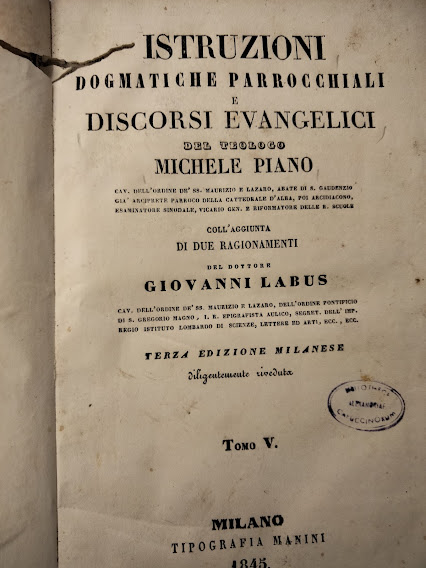 ISTRUZIONI
DOGMATICHE PARROCCHIALI
E
DISCORSI EVANGELICI
DEL TEOLOGO
MICHELE PIANO
CAV. DELL'ORDINE DE' SS. MAURIZIO E LAZARO, ABATE DI S. GAUDENZIO
GIA' ARCIPRETE PARROCO DELLA CATTEDRALE D'ALBA, POI ARCIDIACONO,
ESAMINATORE SINODALE, VICARIO GEN. E RIFORMATORE DELLE R. SCUOLE
COLL'AGGIUNTA
DI DUE RAGIONAMENTI
DEL DOTTORE
GIOVANNI LABUS
CAV. DELL'ORDINE DE' SS. MAURIZIO E LAZARO, DELL'ORDINE PONTIFICIO
DI S. GREGORIO MAGNO, I. R. EPIGRAFISTA AULICO, SEGRET. DELL'IMP.
REGIO ISTITUTO LOMBARDO DI SCIENZE, LETTERE ED ARTI, ECC., ECC.
TERZA EDIZIONE MILANESE
diligentemente riveduta
BIBLIOTHECA
CAPUCCINORUM
TOMO V.
MILANO
TIPOGRAFIA MANINI
1845.